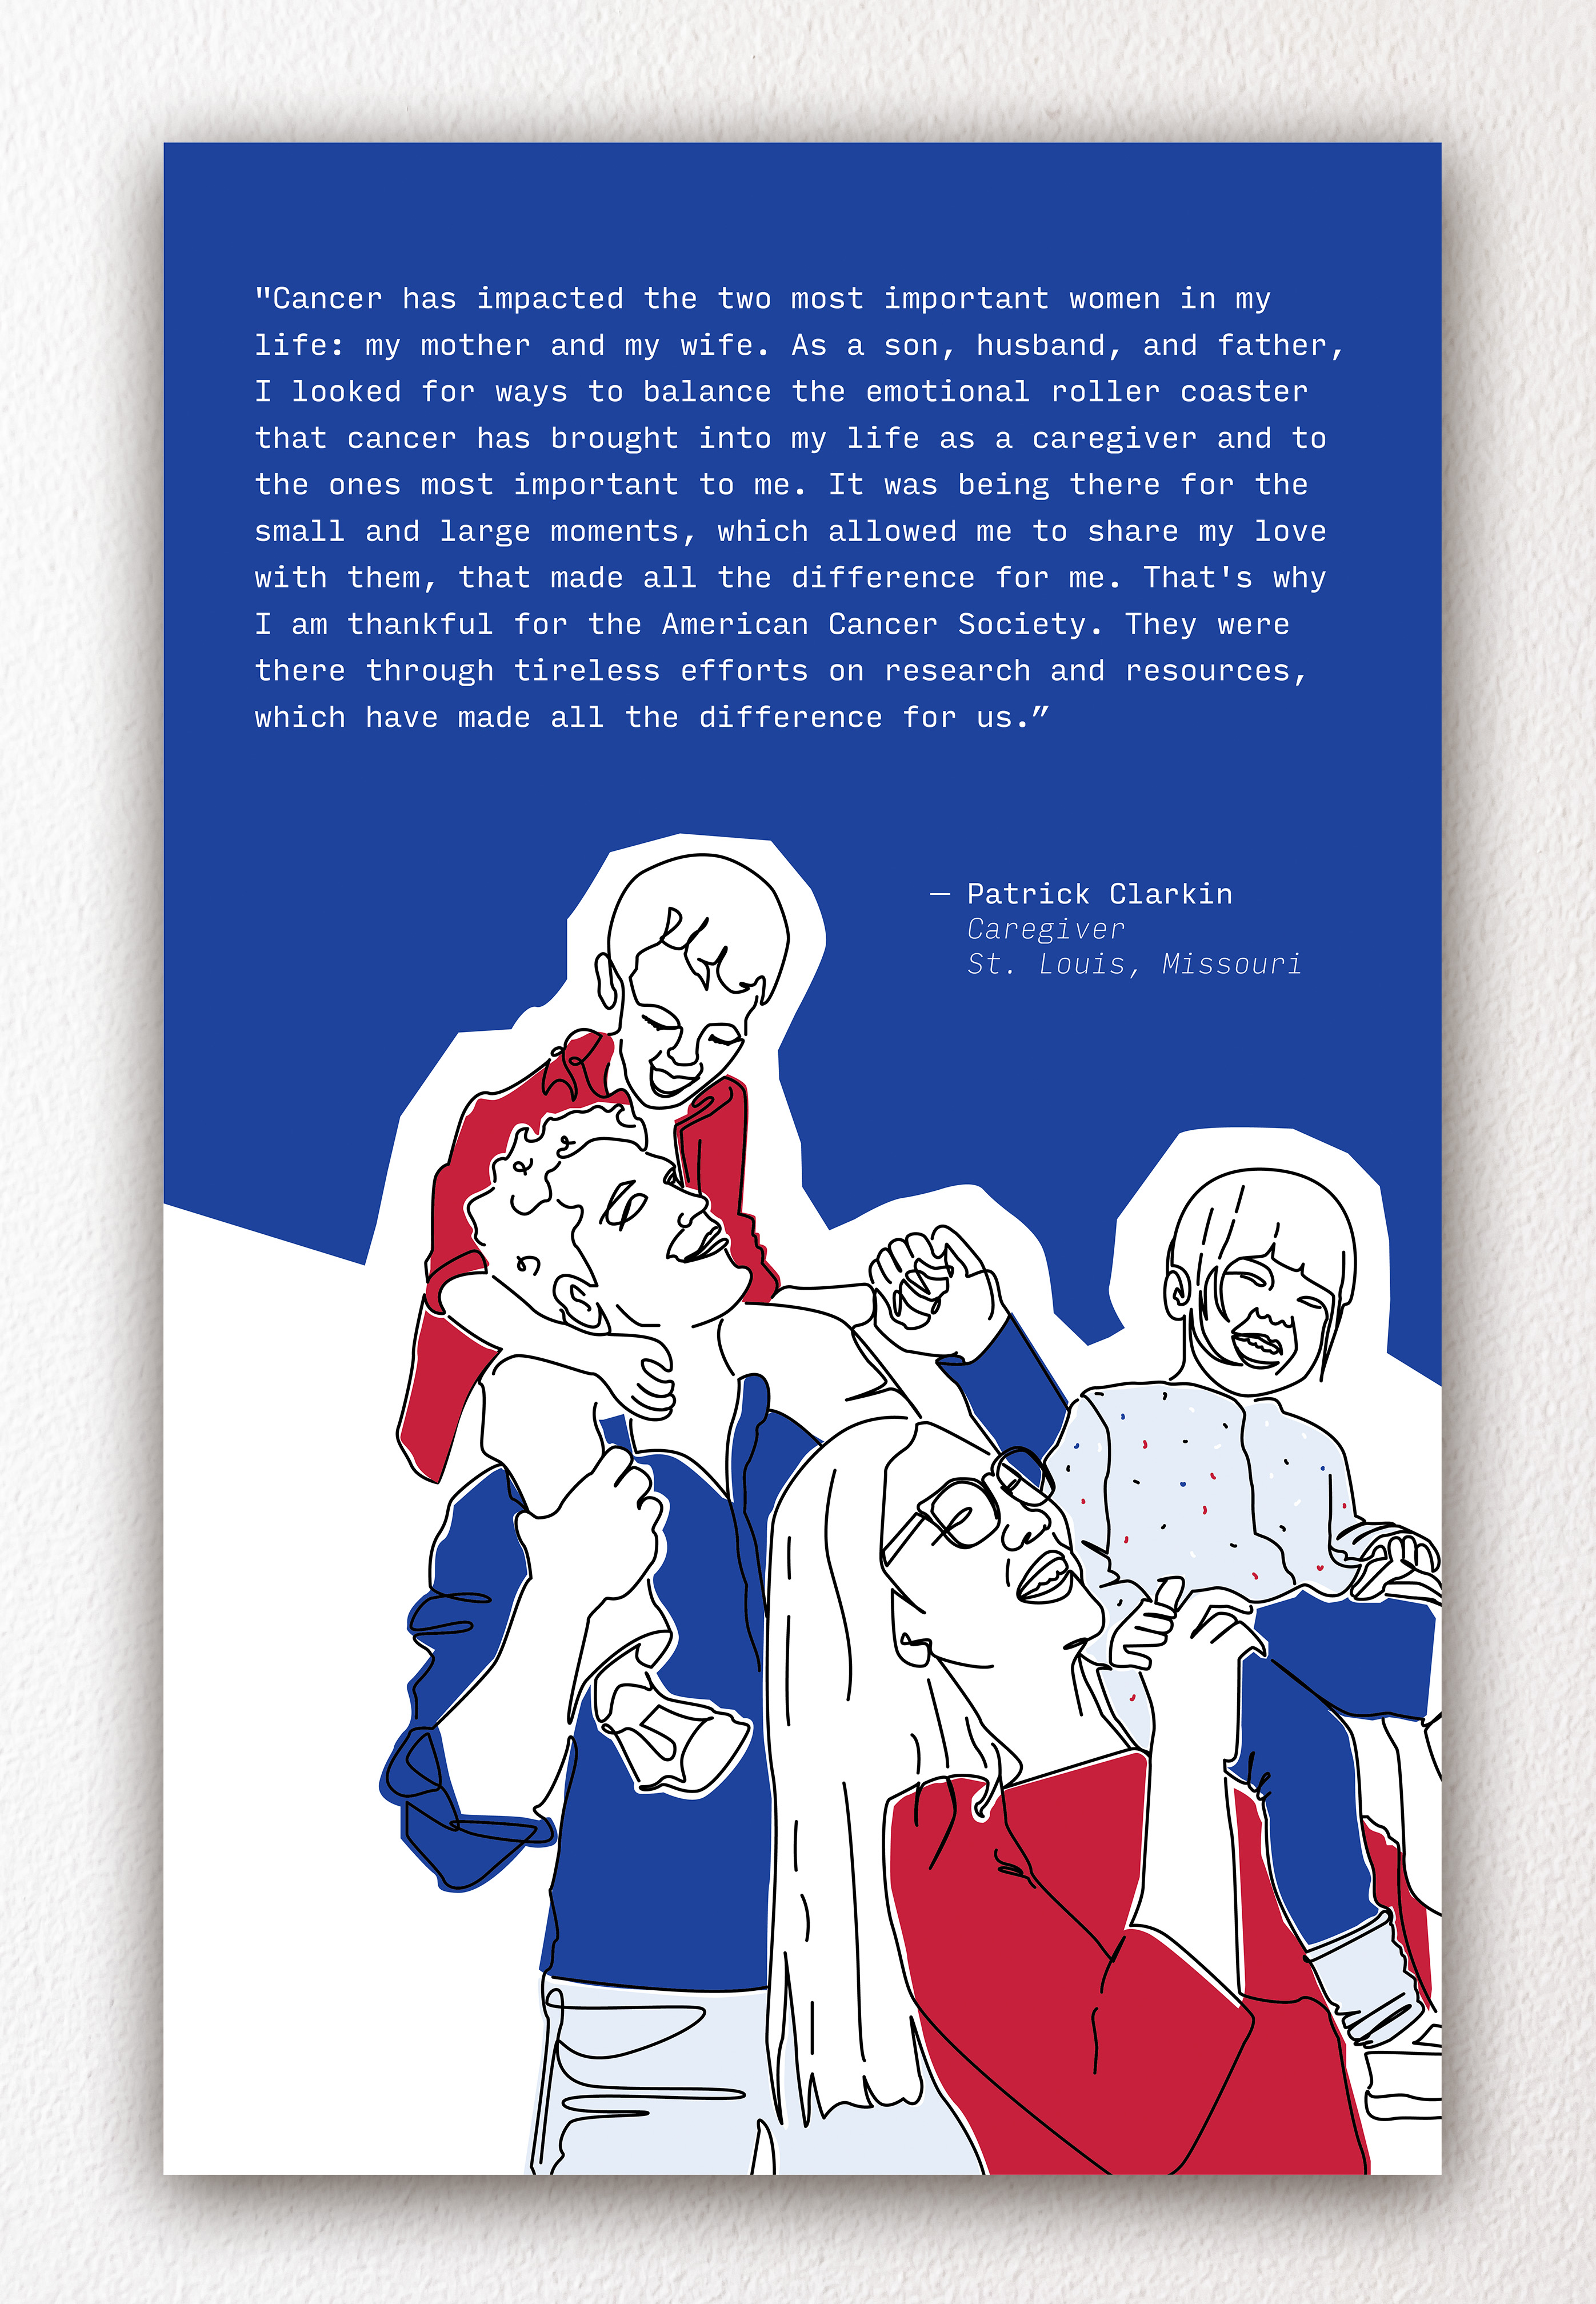 "Cancer has impacted the two most important women in my
life: my mother and my wife. As a son, husband, and father,
I looked for ways to balance the emotional roller coaster
that cancer has brought into my life as a caregiver and to
the ones most important to me. It was being there for the
small and large moments, which allowed me to share my love
with them, that made all the difference for me. That's why
I am thankful for the American Cancer Society. They were
there through tireless efforts on research and resources,
which have made all the difference for us.”
— Patrick Clarkin
Caregiver
St. Louis, Missouri